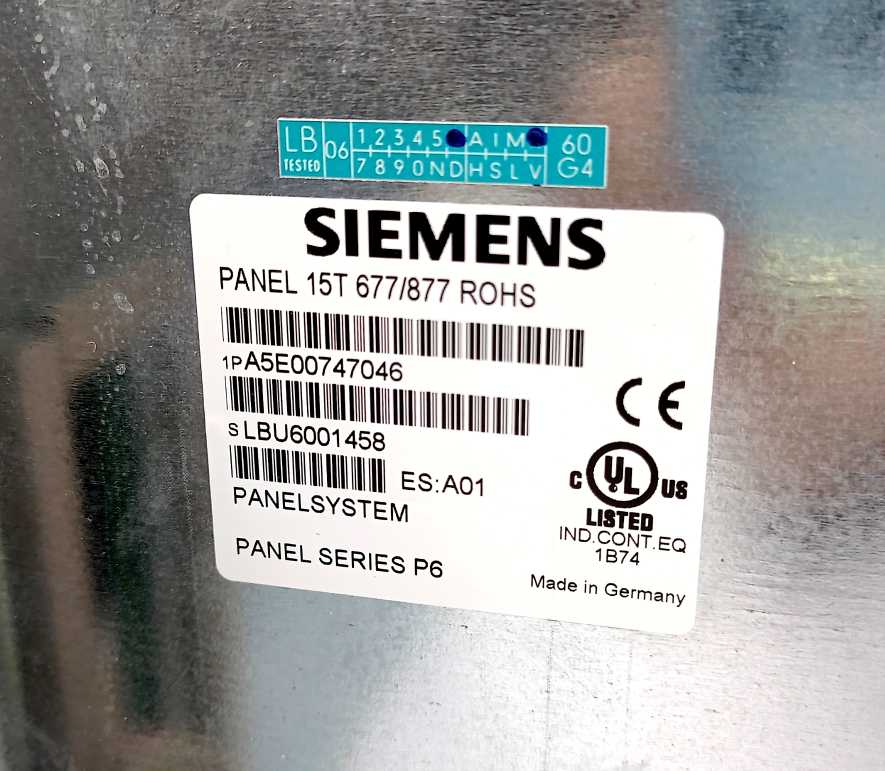 LB 06 1 2 3 4 5 A I M 60
TESTED 7 8 9 0 N D H S L V G4
SIEMENS
PANEL 15T 677/877 ROHS
1P A5E00747046
S LBU6001458
ES:A01
PANELSYSTEM
PANEL SERIES P6
CE
C UL US
LISTED
IND.CONT.EQ
1B74
Made in Germany